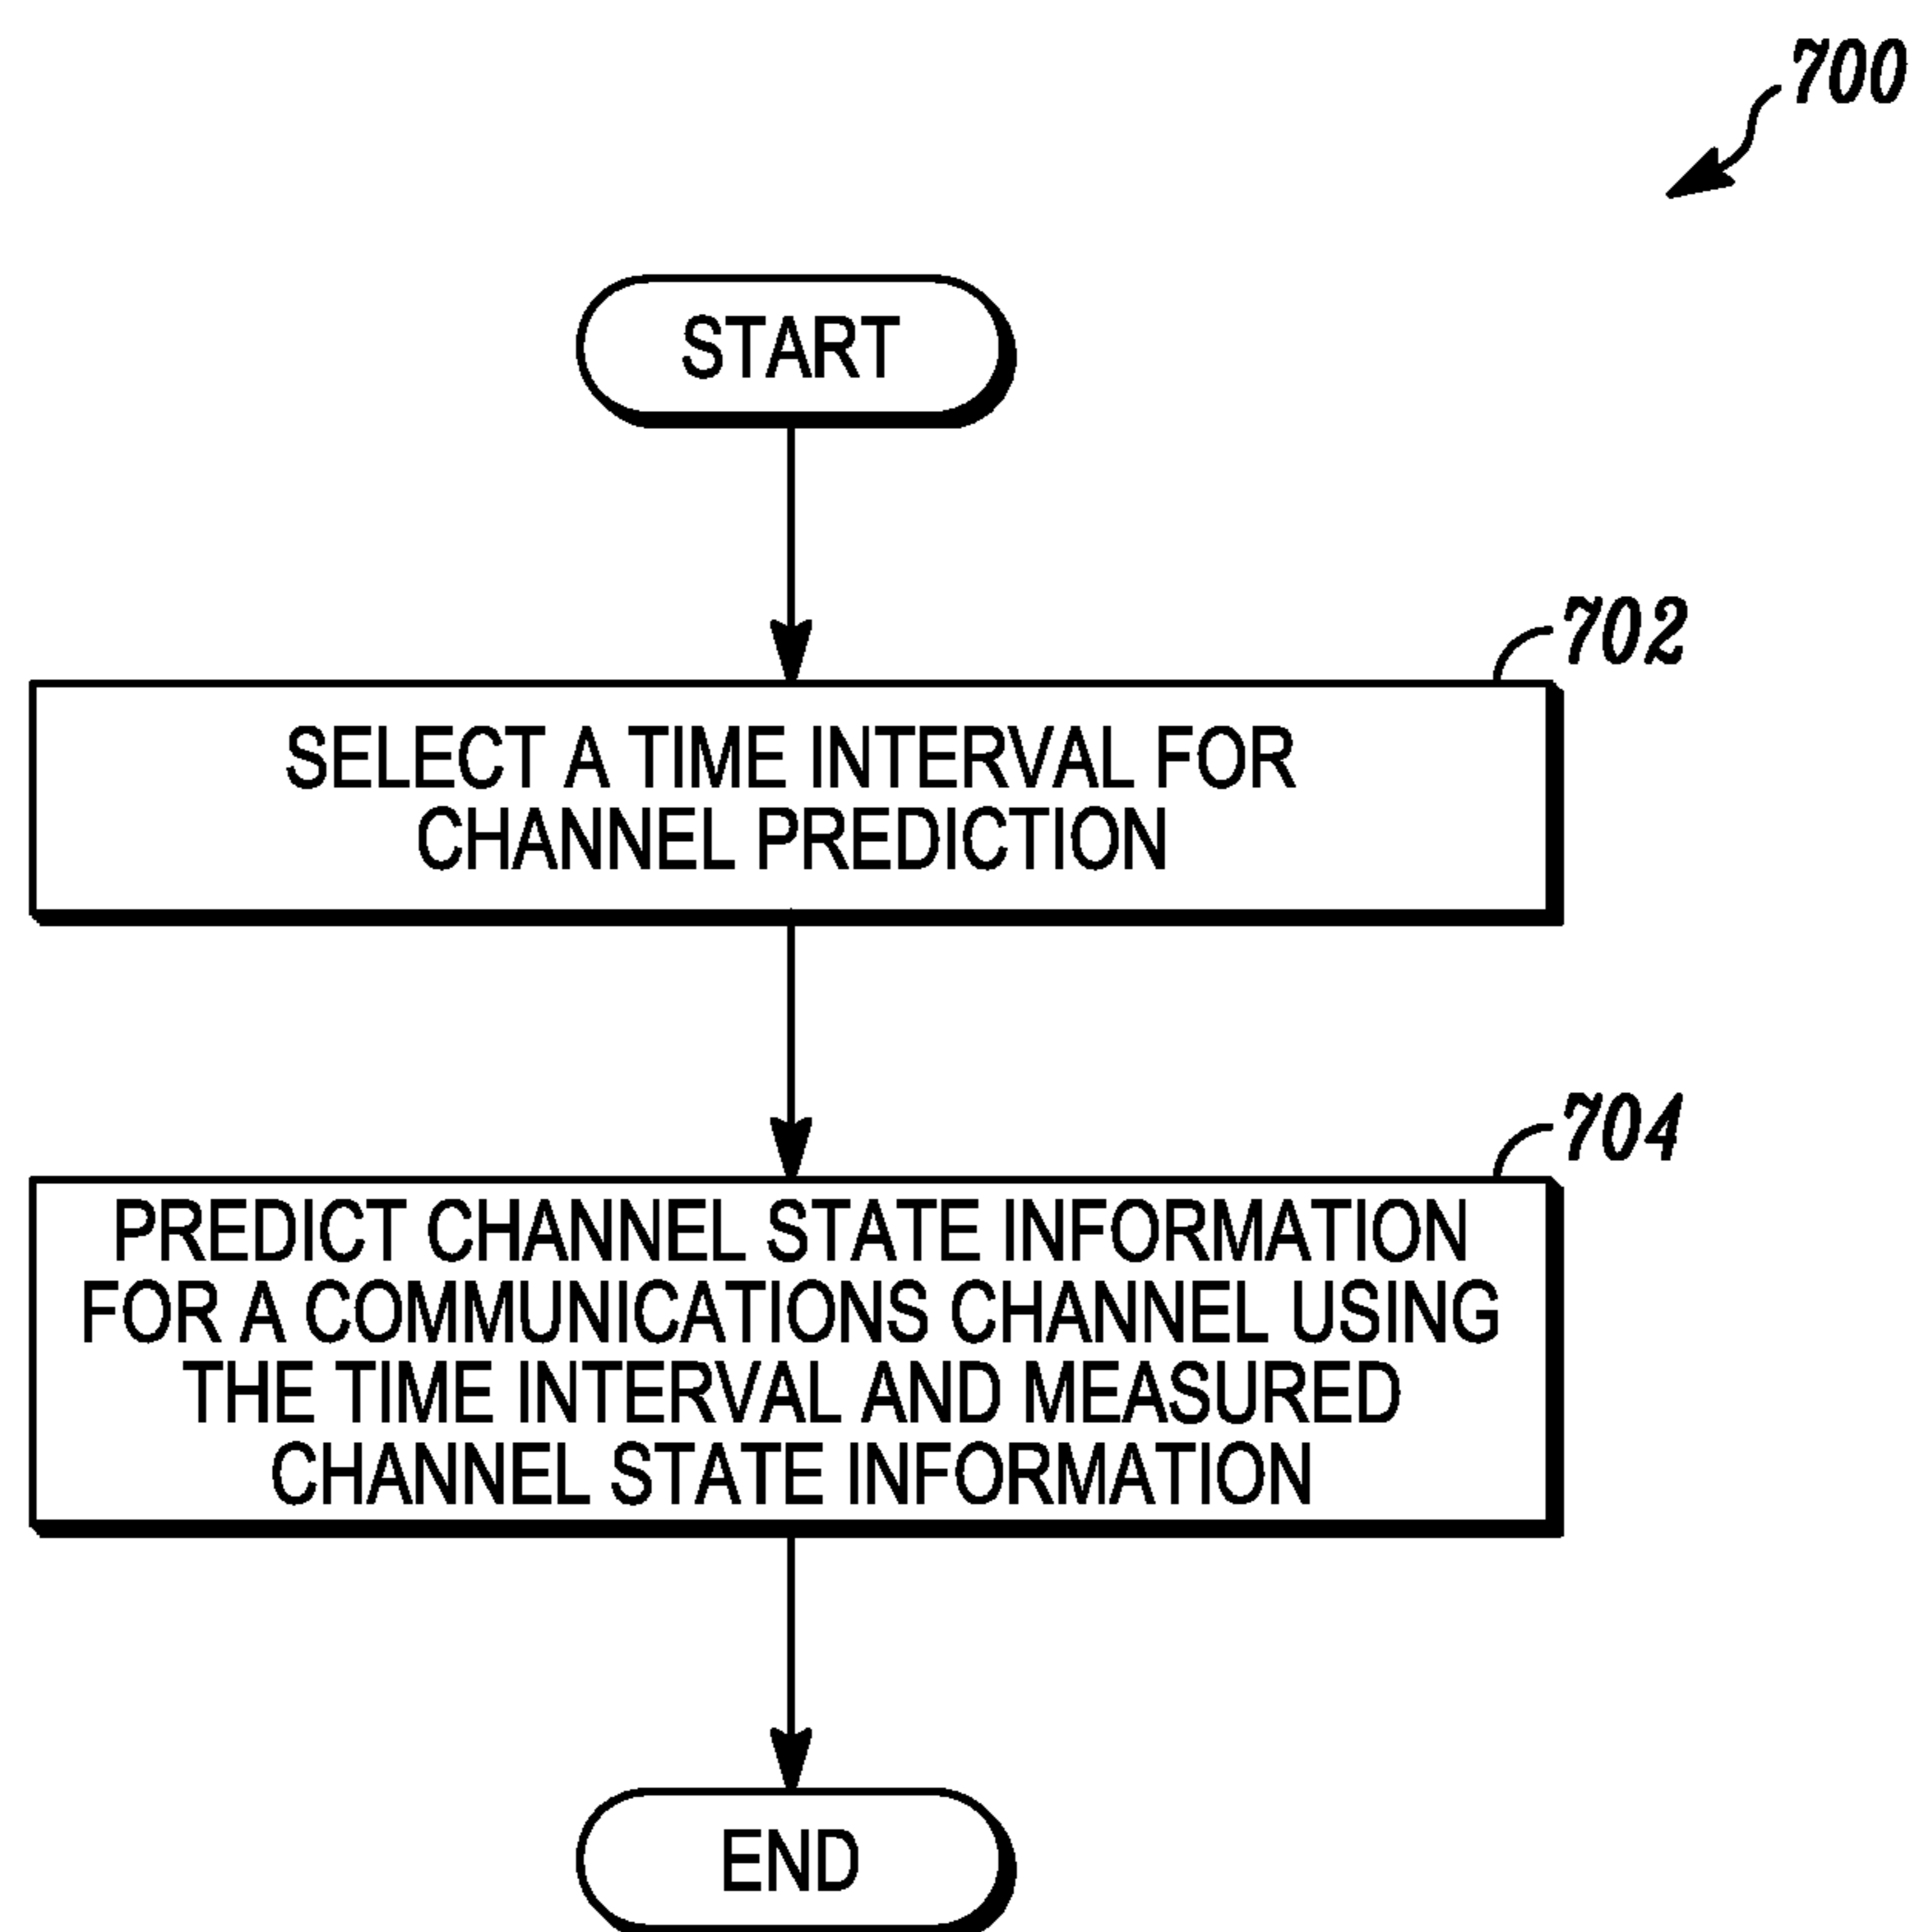 700
START
702
SELECT A TIME INTERVAL FOR
CHANNEL PREDICTION
704
PREDICT CHANNEL STATE INFORMATION
FOR A COMMUNICATIONS CHANNEL USING
THE TIME INTERVAL AND MEASURED
CHANNEL STATE INFORMATION
END